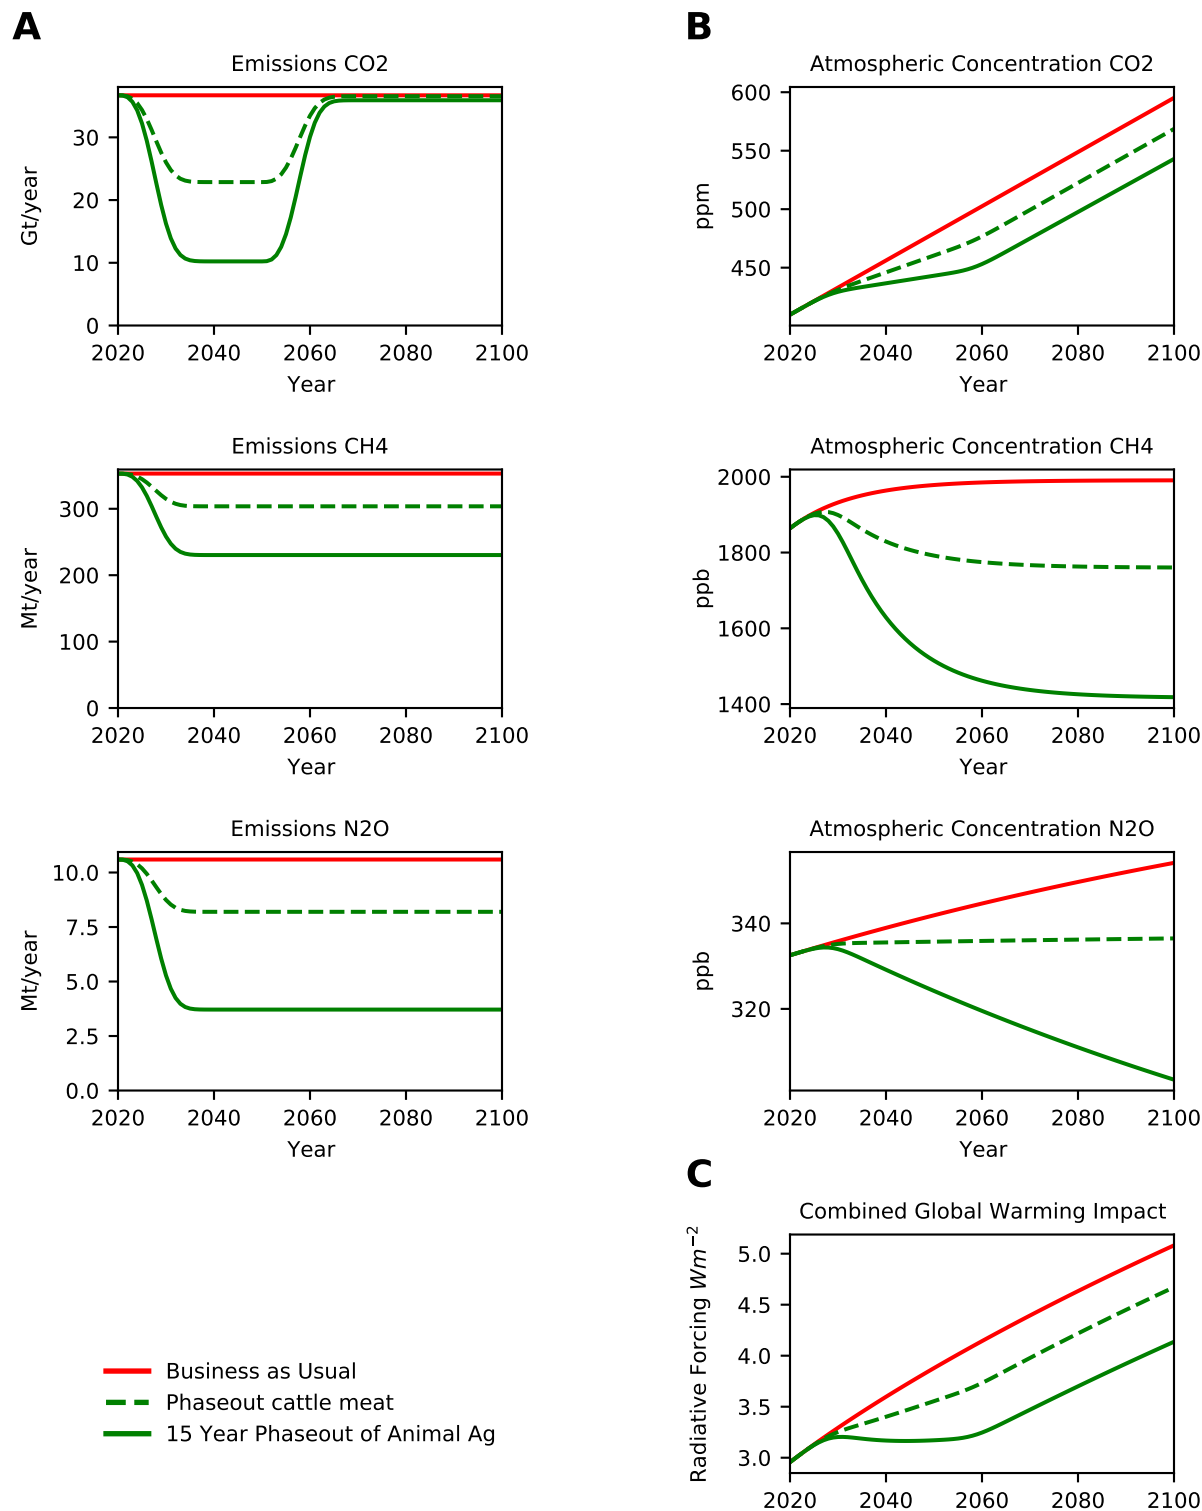 A
B
Emissions CO2
Gt/year
30
20
10
0
2020 2040 2060 2080 2100
Year
Atmospheric Concentration CO2
ppm
600
550
500
450
2020 2040 2060 2080 2100
Year
Emissions CH4
Mt/year
300
200
100
0
2020 2040 2060 2080 2100
Year
Atmospheric Concentration CH4
ppb
2000
1800
1600
1400
2020 2040 2060 2080 2100
Year
Emissions N2O
Mt/year
10.0
7.5
5.0
2.5
0.0
2020 2040 2060 2080 2100
Year
Atmospheric Concentration N2O
ppb
340
320
2020 2040 2060 2080 2100
Year
C
Combined Global Warming Impact
Radiative Forcing Wm⁻²
5.0
4.5
4.0
3.5
3.0
2020 2040 2060 2080 2100
Business as Usual
Phaseout cattle meat
15 Year Phaseout of Animal Ag